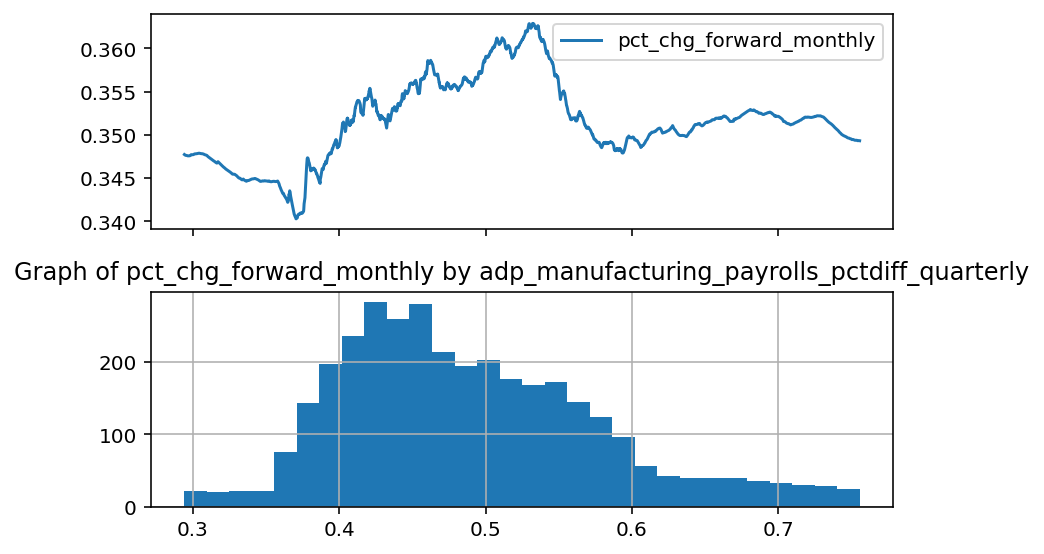 0.360
pct_chg_forward_monthly
0.355
0.350
0.345
0.340
Graph of pct_chg_forward_monthly by adp_manufacturing_payrolls_pctdiff_quarterly
200
100
0
0.3 0.4 0.5 0.6 0.7